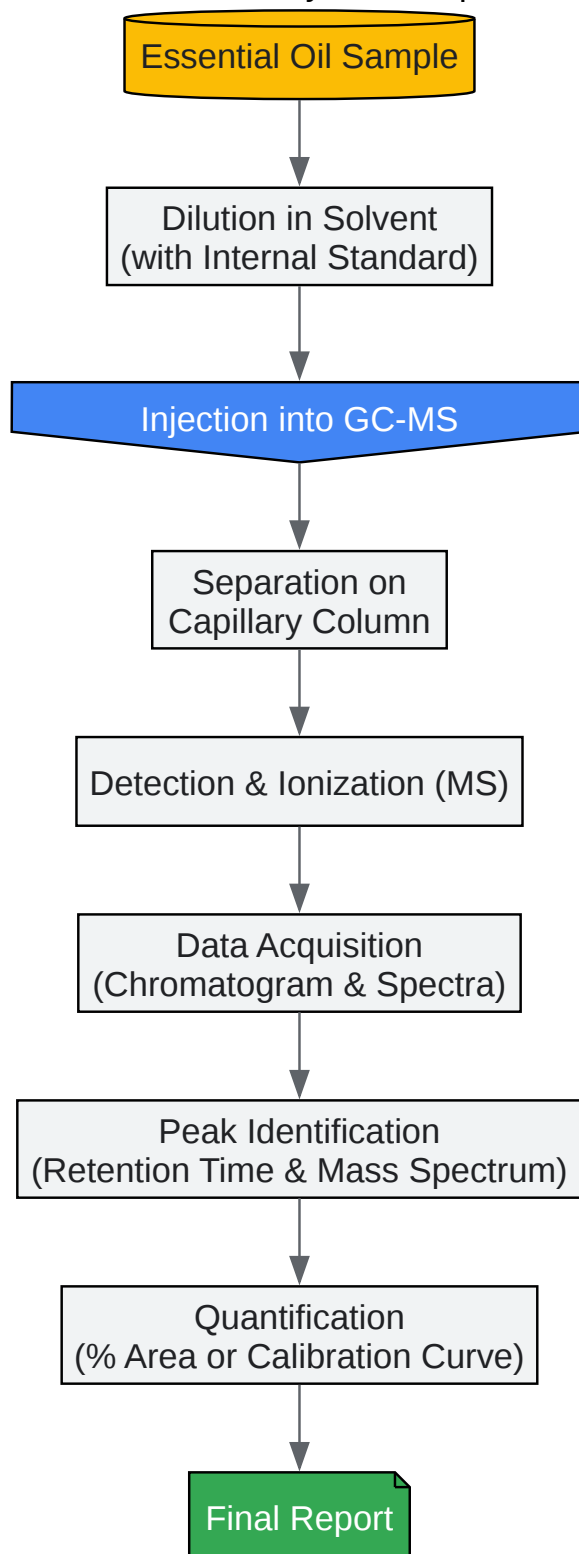 Essential Oil Sample
Dilution in Solvent
(with Internal Standard)
Injection into GC-MS
Separation on
Capillary Column
Detection & Ionization (MS)
Data Acquisition
(Chromatogram & Spectra)
Peak Identification
(Retention Time & Mass Spectrum)
Quantification
(% Area or Calibration Curve)
Final Report